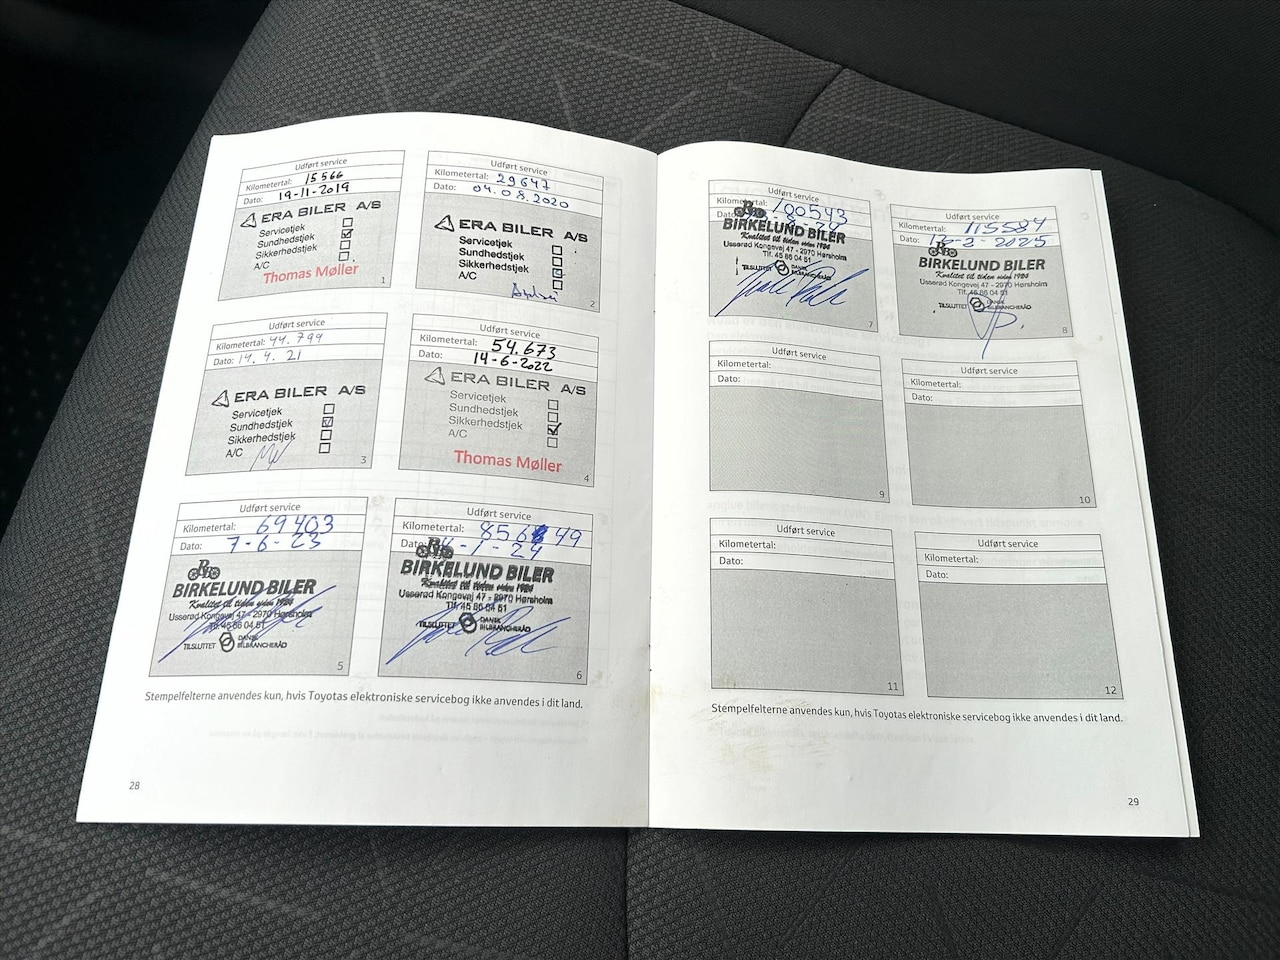 Udført service
Kilometertal: 15566
Dato: 19-11-2019
ERA BILER A/S
Servicetjek
Sundhedstjek
Sikkerhedstjek
A/C
Thomas Møller
1
Udført service
Kilometertal: 29647
Dato: 04.08.2020
ERA BILER A/S
Servicetjek
Sundhedstjek
Sikkerhedstjek
A/C
2
Udført service
Kilometertal: 44.799
Dato: 14.4.21
ERA BILER A/S
Servicetjek
Sundhedstjek
Sikkerhedstjek
A/C
3
Udført service
Kilometertal: 54.673
Dato: 14-6-2022
ERA BILER A/S
Servicetjek
Sundhedstjek
Sikkerhedstjek
A/C
Thomas Møller
4
Udført service
Kilometertal: 69403
Dato: 7-6-23
BIRKELUND BILER
Kvalitet til tiden siden 1984
Usserød Kongevej 47 - 2970 Hørsholm
Tlf. 45 86 04 51
TILSLUTTET DANSK BILBRANCHERÅD
5
Udført service
Kilometertal:
Dato: -1-24
BIRKELUND BILER
Kvalitet til tiden siden 1984
Usserød Kongevej 47 - 2970 Hørsholm
Tlf. 45 86 04 51
TILSLUTTET DANSK BILBRANCHERÅD
6
Stempelfelterne anvendes kun, hvis Toyotas elektroniske servicebog ikke anvendes i dit land.
28
Udført service
Kilometertal: 100543
-8-24
BIRKELUND BILER
Kvalitet til tiden siden 1984
Usserød Kongevej 47 - 2970 Hørsholm
Tlf. 45 86 04 51
TILSLUTTET DANSK BILBRANCHERÅD
7
Udført service
Kilometertal: 115584
Dato: -2-2025
BIRKELUND BILER
Kvalitet til tiden siden 1984
Usserød Kongevej 47 - 2970 Hørsholm
Tlf. 45 86 04 51
TILSLUTTET DANSK BILBRANCHERÅD
8
Udført service
Kilometertal:
Dato:
9
Udført service
Kilometertal:
Dato:
10
Udført service
Kilometertal:
Dato:
11
Udført service
Kilometertal:
Dato:
12
Stempelfelterne anvendes kun, hvis Toyotas elektroniske servicebog ikke anvendes i dit land.
29